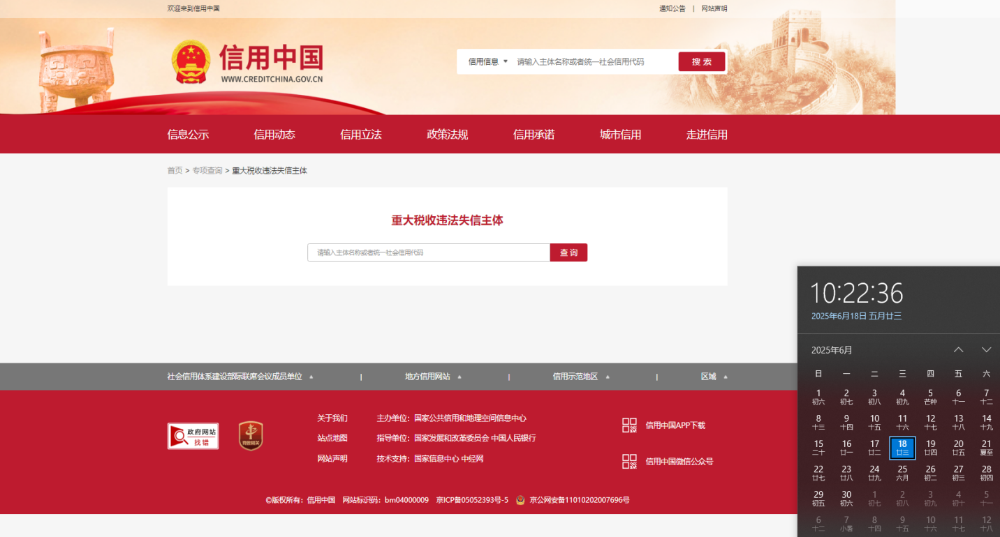 欢迎来到信用中国
通知公告 | 网站声明
信用中国
WWW.CREDITCHINA.GOV.CN
信用信息 请输入主体名称或者统一社会信用代码 搜索
信息公示 信用动态 信用立法 政策法规 信用承诺 城市信用 走进信用
首页 > 专项查询 > 重大税收违法失信主体
重大税收违法失信主体
请输入主体名称或者统一社会信用代码 查询
社会信用体系建设部际联席会议成员单位 | 地方信用网站 | 信用示范地区 | 区域
政府网站
找错
党政机关
关于我们 主办单位：国家公共信用和地理空间信息中心
站点地图 指导单位：国家发展和改革委员会 中国人民银行
网站声明 技术支持：国家信息中心 中经网
信用中国APP下载
信用中国微信公众号
©版权所有：信用中国 网站标识码：bm04000009 京ICP备05052393号-5 京公网安备11010202007696号
10:22:36
2025年6月18日 五月廿三
2025年6月
日 一 二 三 四 五 六
1 2 3 4 5 6 7
初六 初七 初八 初九 芒种 十一 十二
8 9 10 11 12 13 14
十三 十四 十五 十六 十七 十八 十九
15 16 17 18 19 20 21
二十 廿一 廿二 廿三 廿四 廿五 夏至
22 23 24 25 26 27 28
廿七 廿八 廿九 六月 初二 初三 初四
29 30 1 2 3 4 5
初五 初六 初七 初八 初九 初十 十一
6 7 8 9 10 11 12
十二 小暑 十四 十五 十六 十七 十八